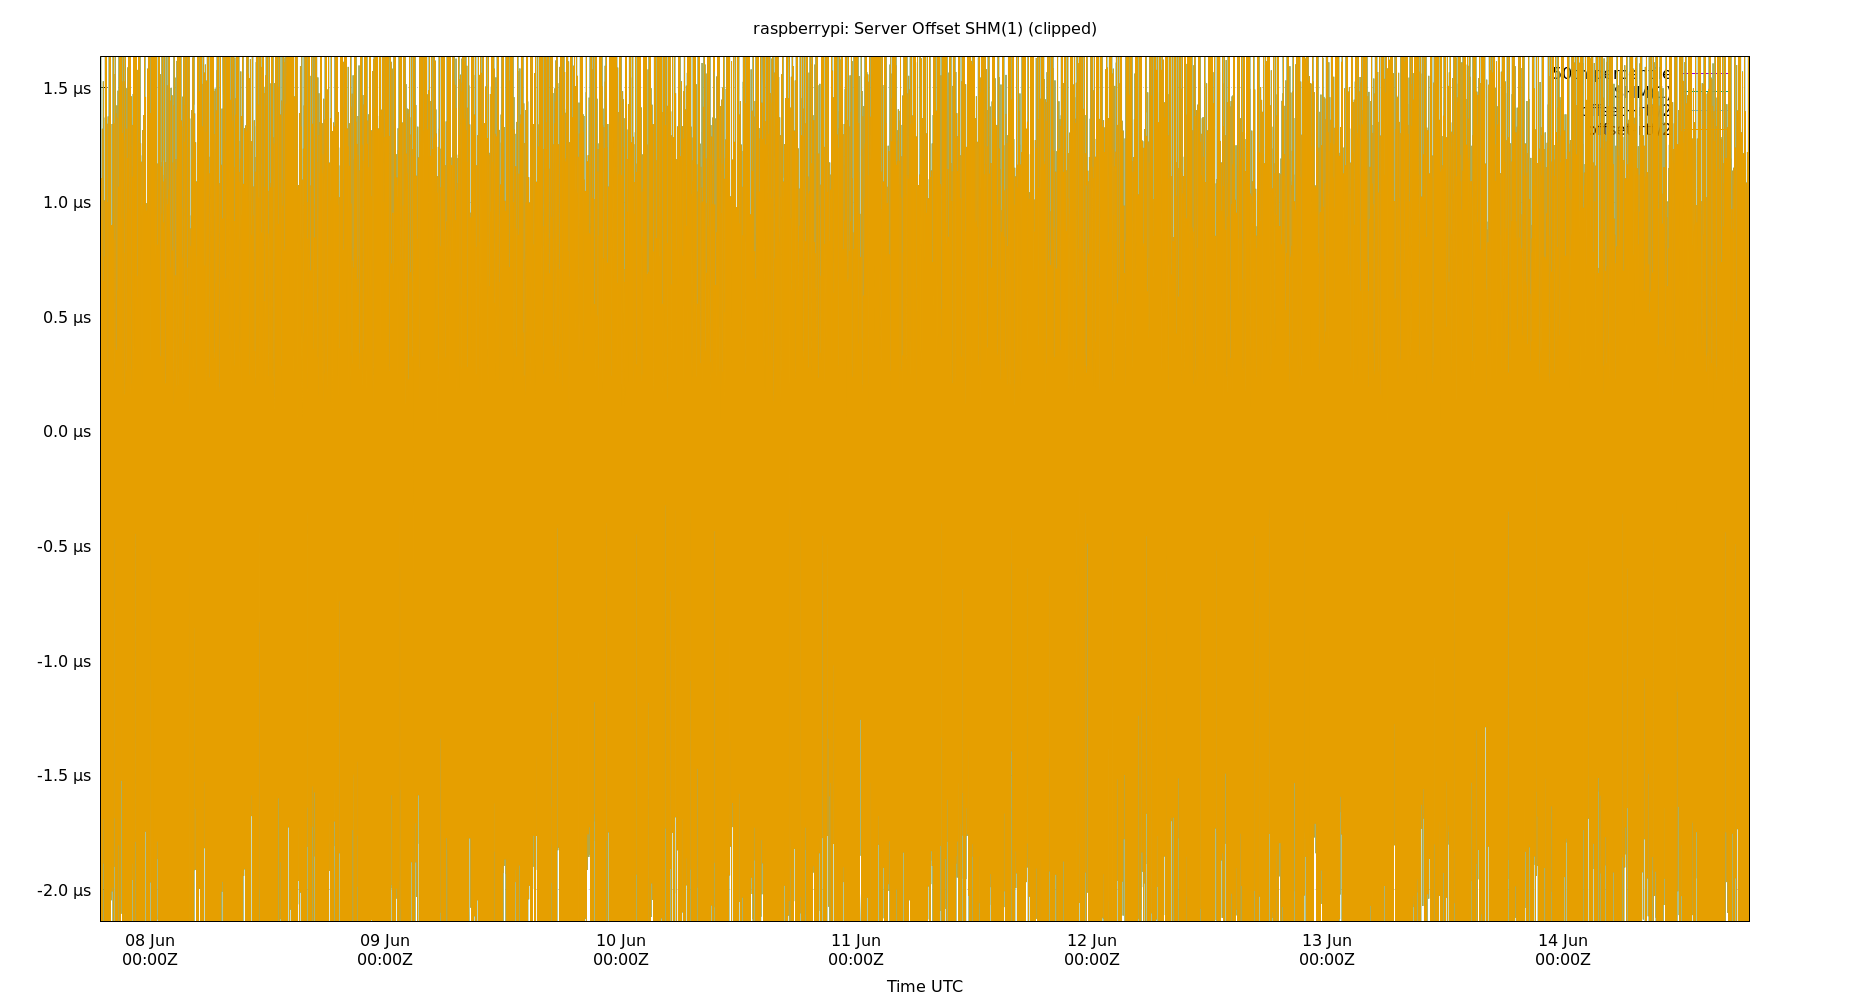 raspberrypi: Server Offset SHM(1) (clipped)
1.5 µs
1.0 µs
0.5 µs
0.0 µs
-0.5 µs
-1.0 µs
-1.5 µs
-2.0 µs
SHM(1)
08 Jun 09 Jun 10 Jun 11 Jun 12 Jun 13 Jun 14 Jun
00:00Z 00:00Z 00:00Z 00:00Z 00:00Z 00:00Z 00:00Z
Time UTC